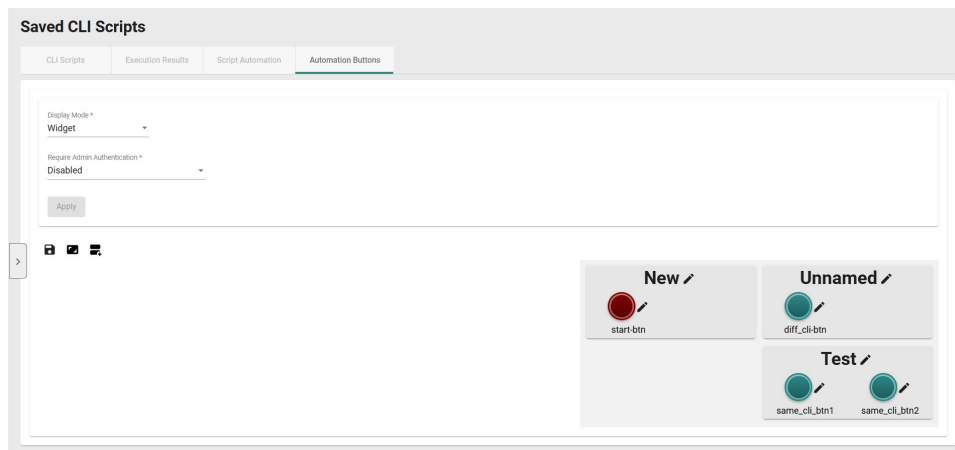 Saved CLI Scripts
CLI Scripts Execution Results Script Automation Automation Buttons
Display Mode *
Widget
Require Admin Authentication *
Disabled
Apply
New Unnamed
start-btn diff_cli-btn
Test
same_cli_btn1 same_cli_btn2